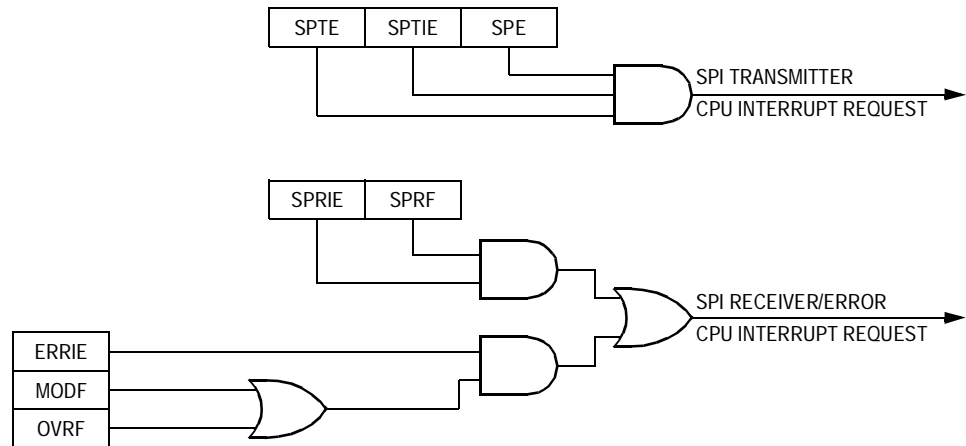 SPTE SPTIE SPE
SPI TRANSMITTER
CPU INTERRUPT REQUEST
SPRIE SPRF
SPI RECEIVER/ERROR
CPU INTERRUPT REQUEST
ERRIE
MODF
OVRF